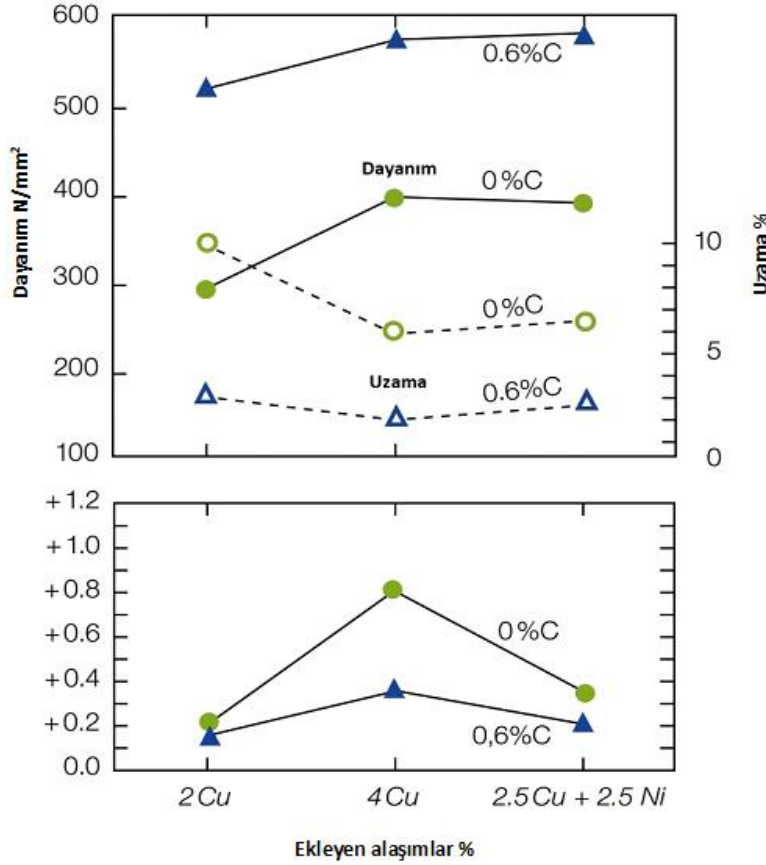 600
500
400
300
200
100
Dayanım N/mm²
0.6%C
Dayanım
0%C
0%C
Uzama
0.6%C
10
5
0
Uzama %
+1.2
+1.0
+0.8
+0.6
+0.4
+0.2
0.0
0%C
0,6%C
2 Cu
4 Cu
2.5 Cu + 2.5 Ni
Ekleyen alaşımlar %